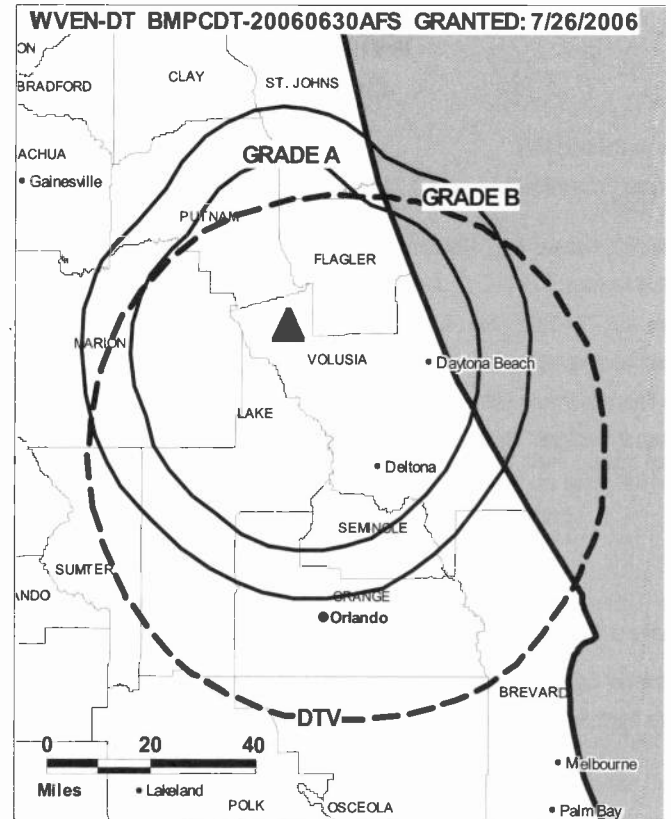 WVEN-DT BMPCDT-20060630AFS GRANTED: 7/26/2006
ON
BRADFORD
CLAY
ST. JOHNS
ACHUA
Gainesville
GRADE A
GRADE B
PUTNAM
FLAGLER
MARION
VOLUSIA
Daytona Beach
LAKE
Deltona
SEMINOLE
SUMTER
ANDO
ORANGE
Orlando
BREVARD
DTV
0 20 40
Miles
Lakeland
Melbourne
POLK
OSCEOLA
Palm Bay